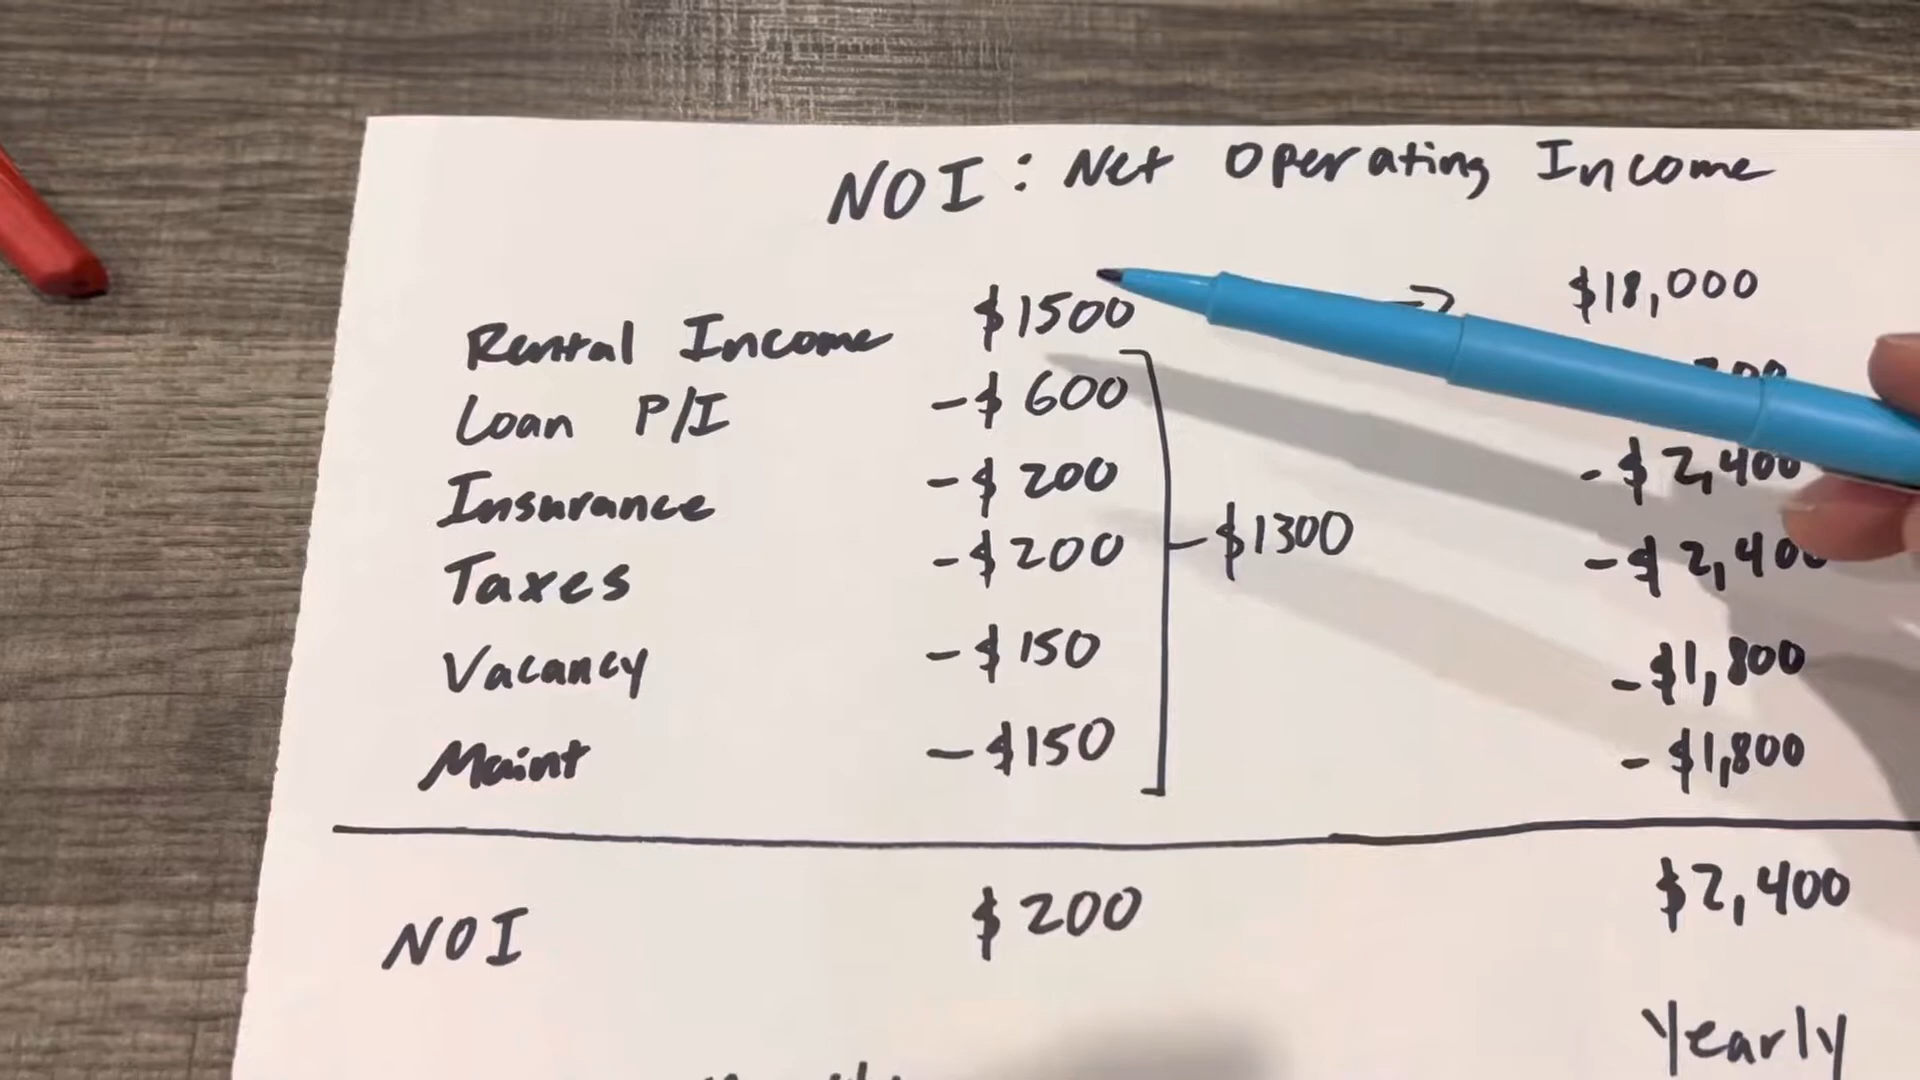 NOI: Net Operating Income
Rental Income $1500 → $18,000
Loan P/I -$ 600
Insurance -$ 200 -$2,400
Taxes -$200 - $1300 -$2,400
Vacancy -$ 150 -$1,800
Maint -$150 -$1,800
NOI $200 $2,400
Yearly